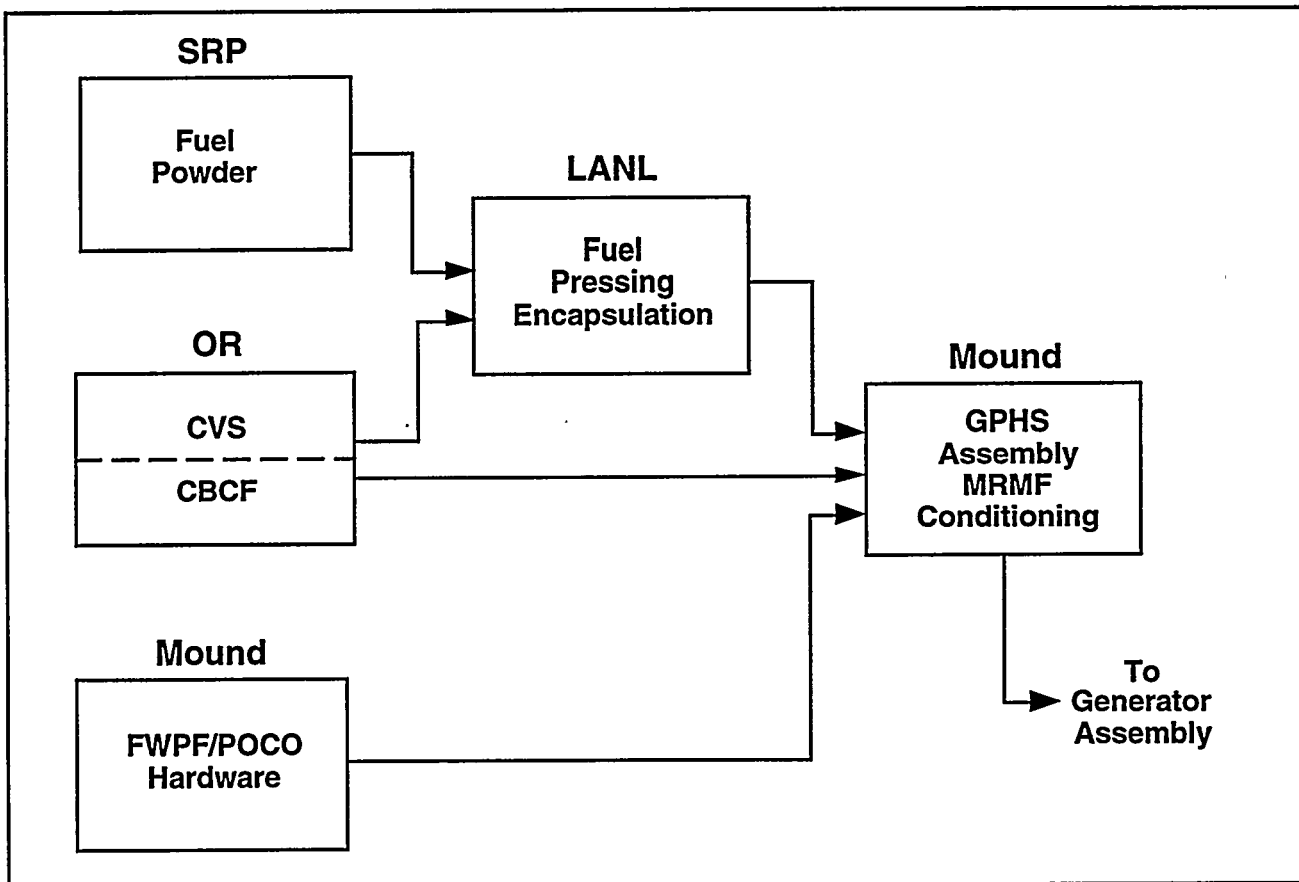 SRP
Fuel
Powder
LANL
Fuel
Pressing
Encapsulation
OR
CVS
CBCF
Mound
GPHS
Assembly
MRMF
Conditioning
Mound
FWPF/POCO
Hardware
To
Generator
Assembly